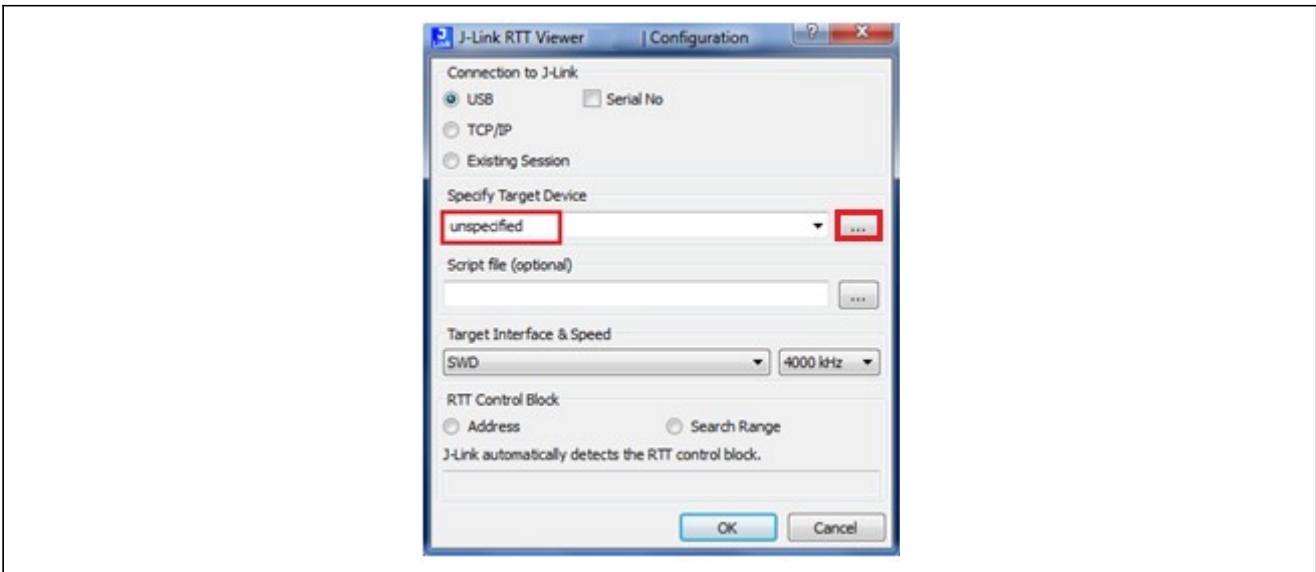 J-Link RTT Viewer | Configuration
Connection to J-Link
USB Serial No
TCP/IP
Existing Session
Specify Target Device
unspecified ...
Script file (optional)
...
Target Interface & Speed
SWD 4000 kHz
RTT Control Block
Address Search Range
J-Link automatically detects the RTT control block.
OK Cancel